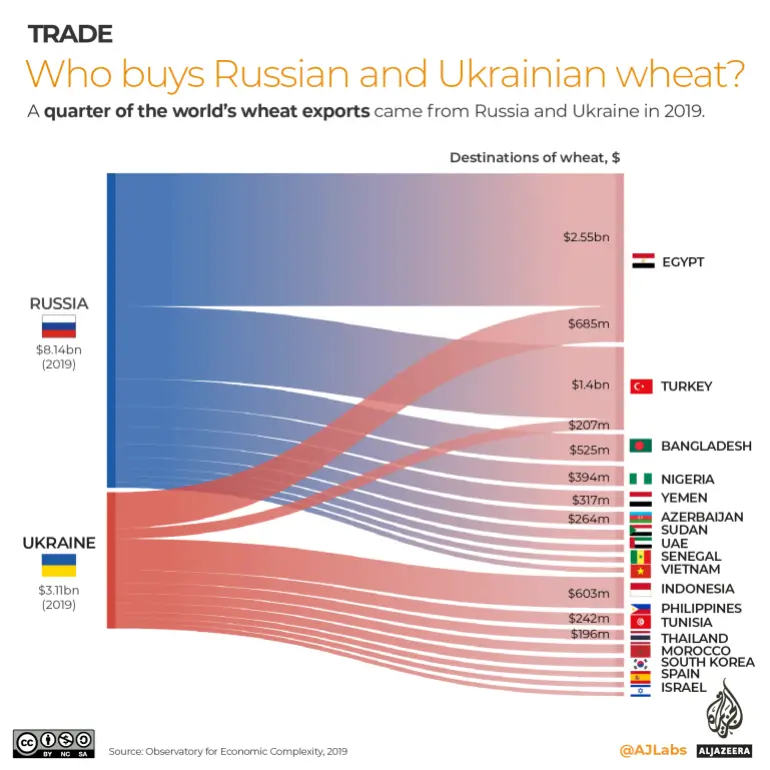 TRADE
Who buys Russian and Ukrainian wheat?
A quarter of the world's wheat exports came from Russia and Ukraine in 2019.
Destinations of wheat, $
RUSSIA
$8.14bn
(2019)
UKRAINE
$3.11bn
(2019)
$2.55bn
EGYPT
$685m
$1.4bn
TURKEY
$207m
$525m
BANGLADESH
$394m
NIGERIA
$317m
YEMEN
$264m
AZERBAIJAN
SUDAN
UAE
SENEGAL
VIETNAM
$603m
INDONESIA
PHILIPPINES
$242m
TUNISIA
$196m
THAILAND
MOROCCO
SOUTH KOREA
SPAIN
ISRAEL
CC BY NC SA
Source: Observatory for Economic Complexity, 2019
@AJLabs
ALJAZEERA